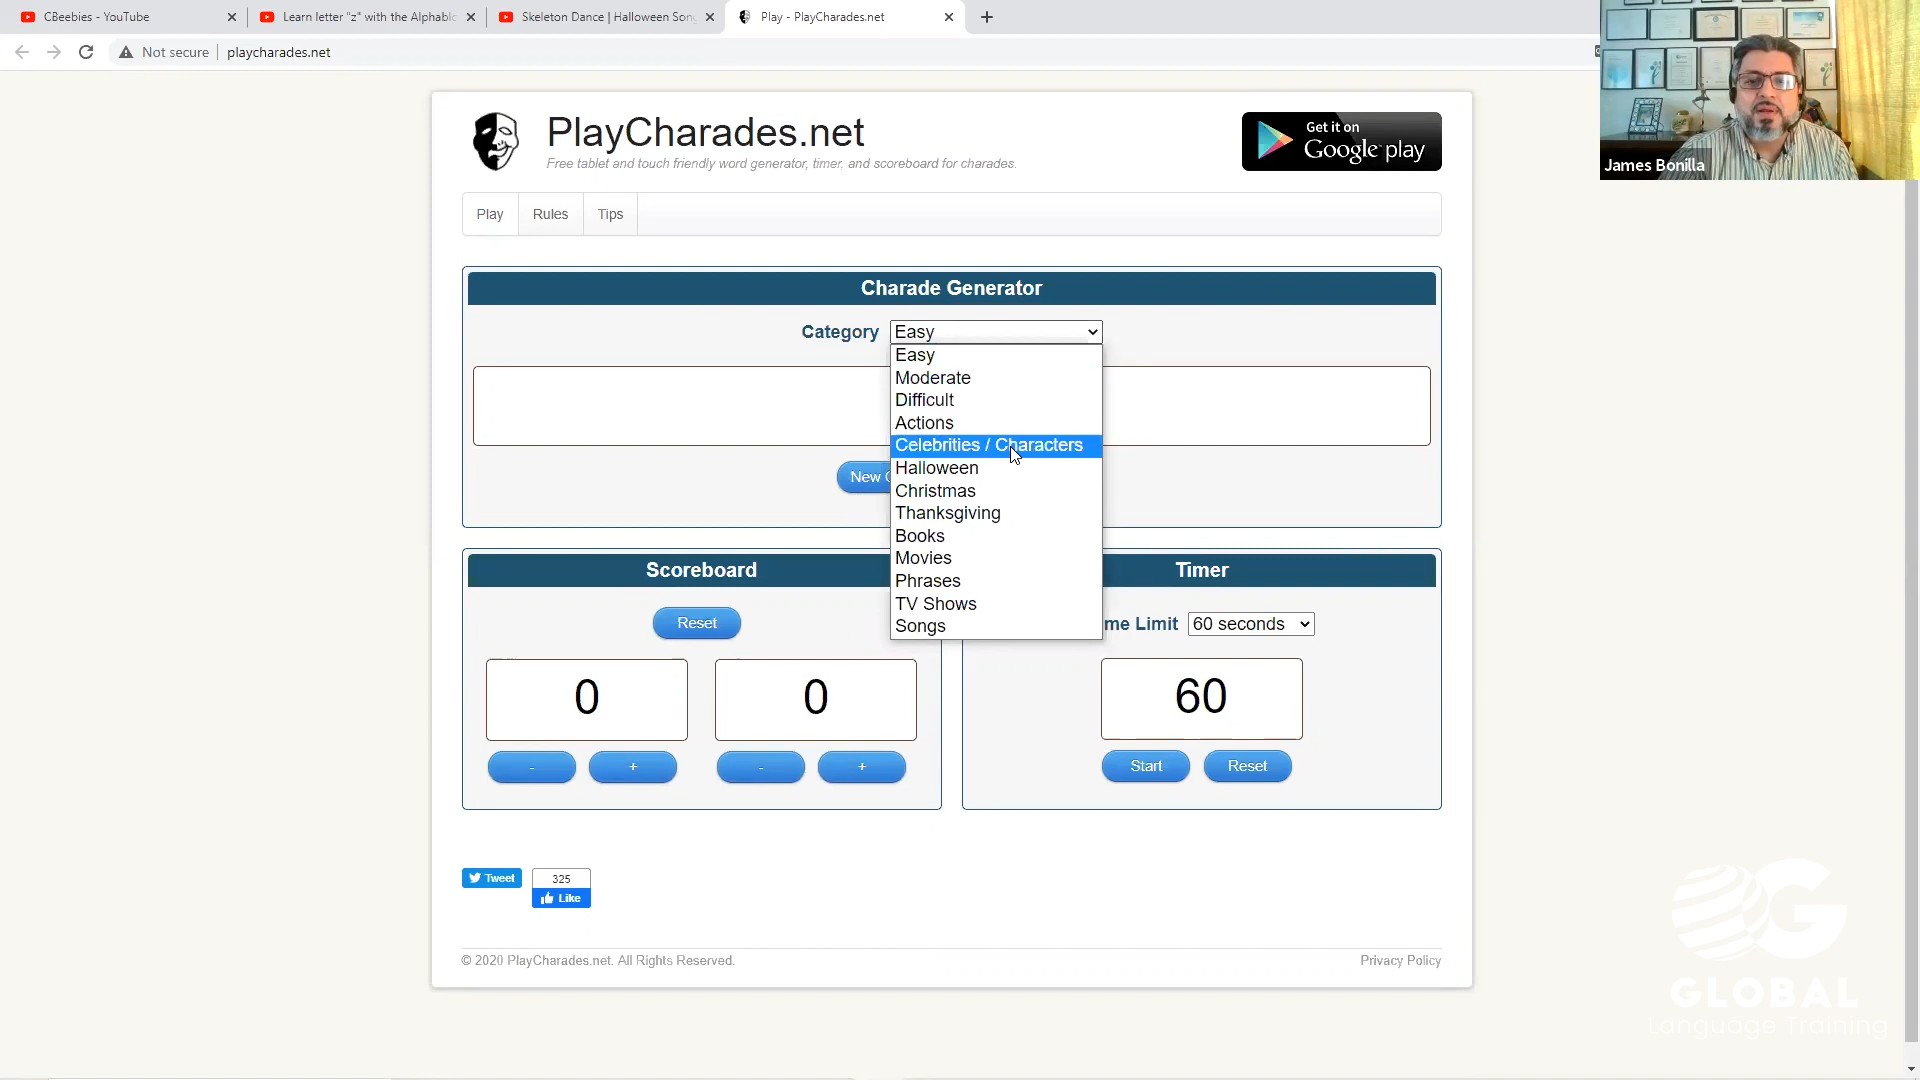 CBeebies - YouTube
Learn letter "z" with the Alphablo
Skeleton Dance | Halloween Song
Play - PlayCharades.net
Not secure
playcharades.net
PlayCharades.net
Free tablet and touch friendly word generator, timer, and scoreboard for charades.
Get it on
Google play
James Bonilla
Play
Rules
Tips
Charade Generator
Category
Easy
Easy
Moderate
Difficult
Actions
Celebrities / Characters
Halloween
Christmas
Thanksgiving
Books
Movies
Phrases
TV Shows
Songs
New C
Scoreboard
Reset
0
0
-
+
-
+
Timer
me Limit
60 seconds
60
Start
Reset
Tweet
325
Like
© 2020 PlayCharades.net. All Rights Reserved.
Privacy Policy
G
GLOBAL
Language Training